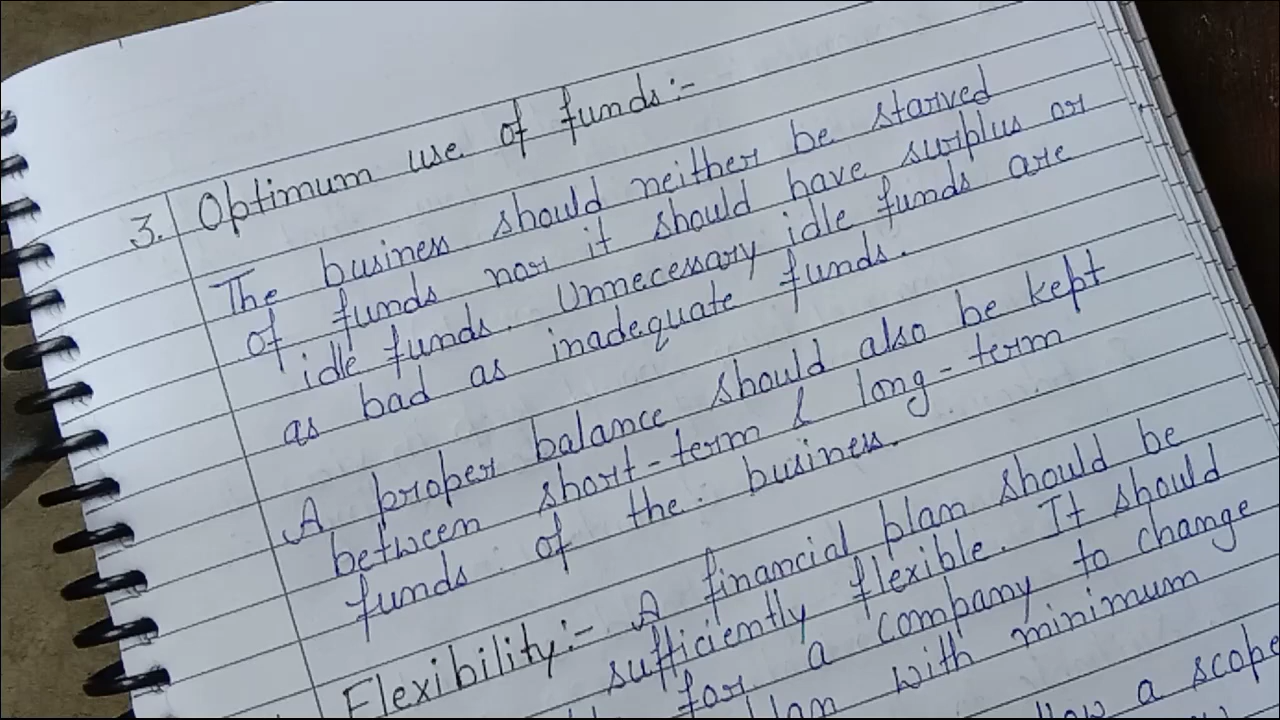 3. Optimum use of funds:-
The business should neither be starved
of funds nor it should have surplus or
idle funds. Unnecessary idle funds are
as bad as inadequate funds.
A proper balance should also be kept
between short-term & long-term
funds of the business.
Flexibility:- A financial plan should be
sufficiently flexible. It should
for a company to change
with minimum
a scope